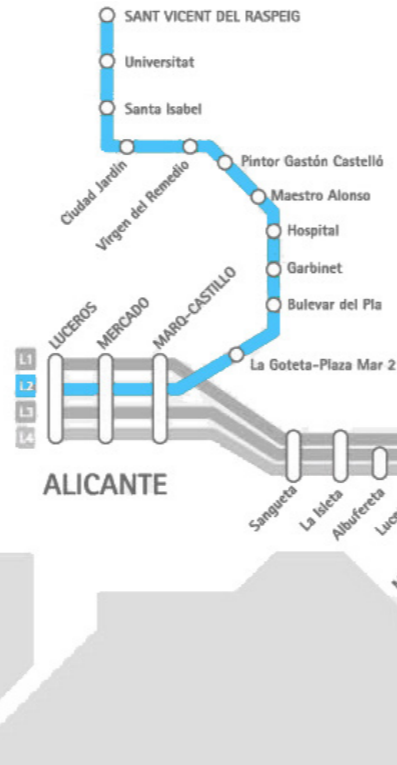 SANT VICENT DEL RASPEIG
Universitat
Santa Isabel
Ciudad Jardín
Virgen del Remedio
Pintor Gastón Castelló
Maestro Alonso
Hospital
Garbinet
Bulevar del Pla
La Goteta-Plaza Mar 2
LUCEROS
MERCADO
MARQ-CASTILLO
L1
L2
L3
L4
ALICANTE
Sangueta
La Isleta
Albufereta